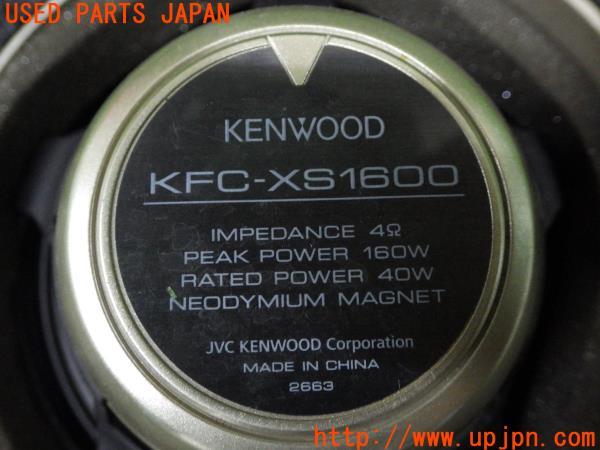 USED PARTS JAPAN
KENWOOD
KFC-XS1600
IMPEDANCE 4Ω
PEAK POWER 160W
RATED POWER 40W
NEODYMIUM MAGNET
JVC KENWOOD Corporation
MADE IN CHINA
2663
http://www.upjpn.com/